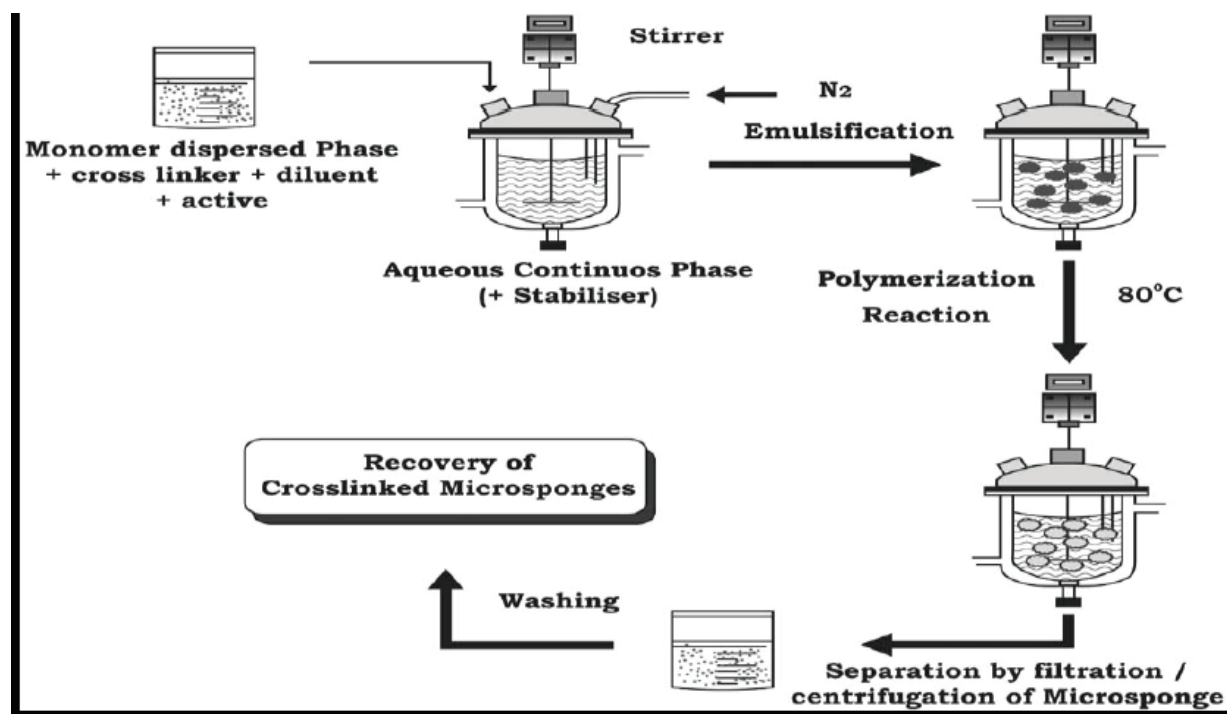 Stirrer
N2
Emulsification
Monomer dispersed Phase
+ cross linker + diluent
+ active
Aqueous Continuos Phase
(+ Stabiliser)
Polymerization
Reaction
80°C
Recovery of
Crosslinked Microsponges
Washing
Separation by filtration /
centrifugation of Microsponge